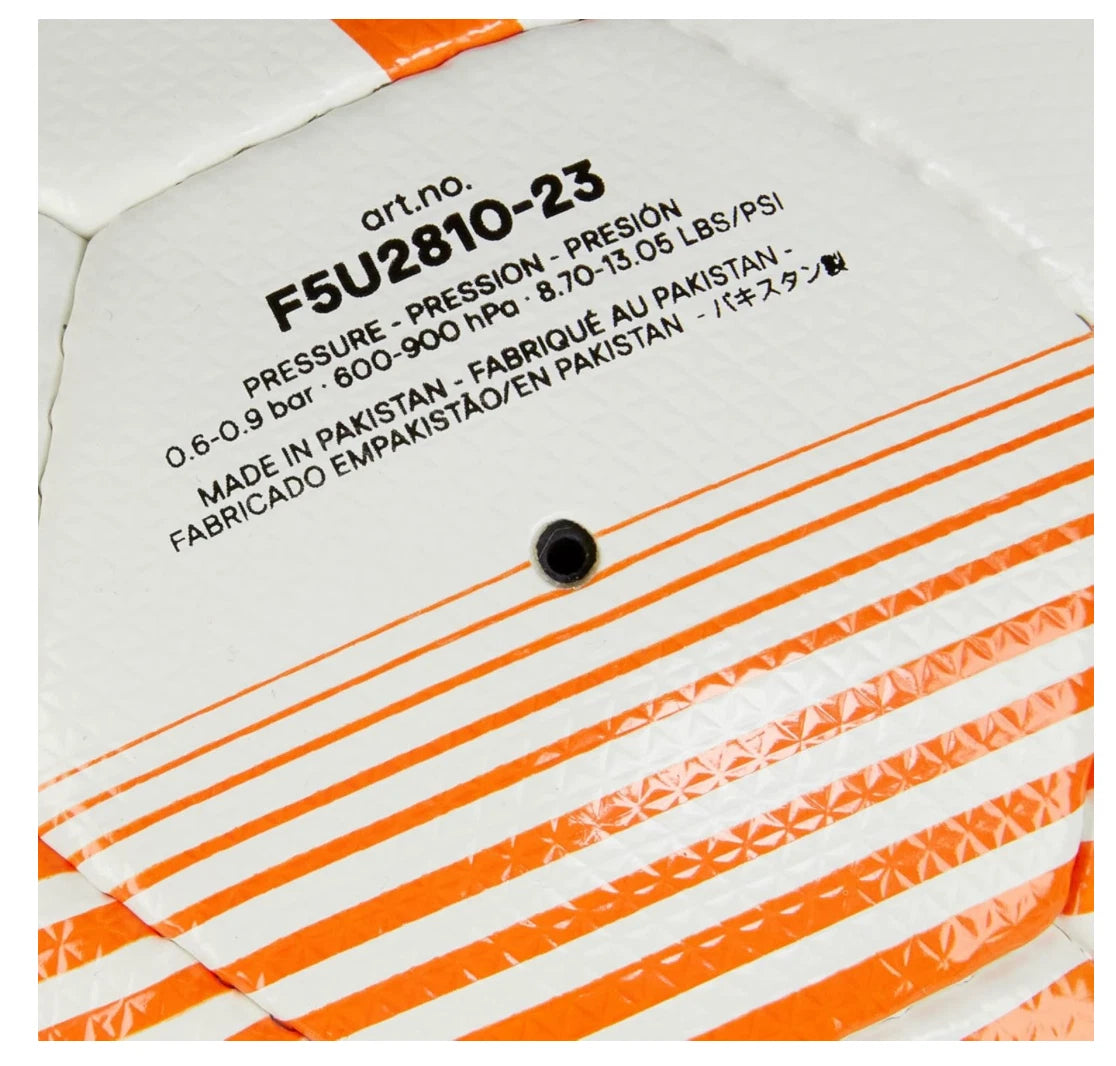 art.no.
F5U2810-23
PRESSURE - PRESSION - PRESIÓN
0.6-0.9 bar · 600-900 hPa · 8.70-13.05 LBS/PSI
MADE IN PAKISTAN - FABRIQUÉ AU PAKISTAN -
FABRICADO EMPAKISTÃO/EN PAKISTAN - パキスタン製